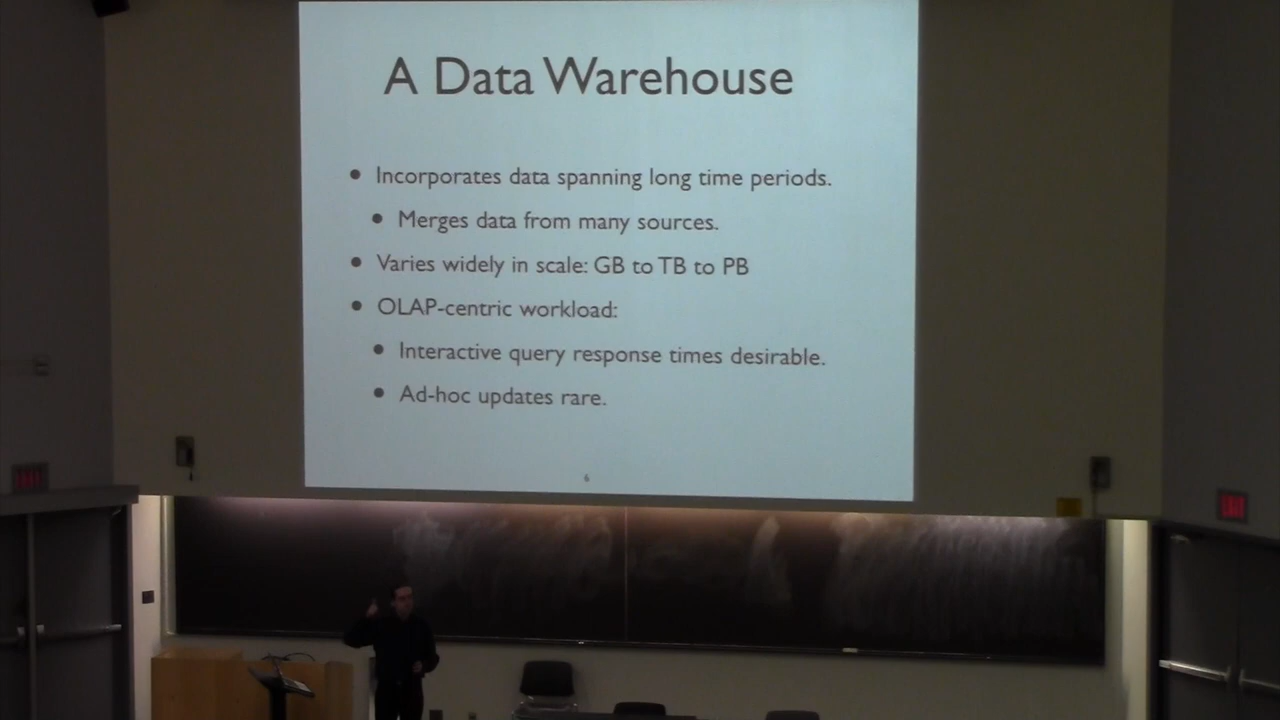 A Data Warehouse
• Incorporates data spanning long time periods.
• Merges data from many sources.
• Varies widely in scale: GB to TB to PB
• OLAP-centric workload:
• Interactive query response times desirable.
• Ad-hoc updates rare.
6